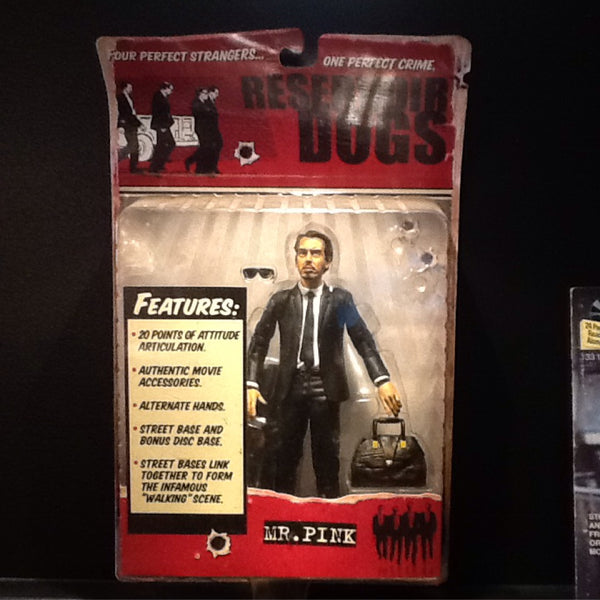 FOUR PERFECT STRANGERS...
ONE PERFECT CRIME.
RESERVOIR
DOGS
FEATURES:
• 20 POINTS OF ATTITUDE
ARTICULATION.
• AUTHENTIC MOVIE
ACCESSORIES.
• ALTERNATE HANDS.
• STREET BASE AND
BONUS DISC BASE.
• STREET BASES LINK
TOGETHER TO FORM
THE INFAMOUS
"WALKING" SCENE.
MR. PINK